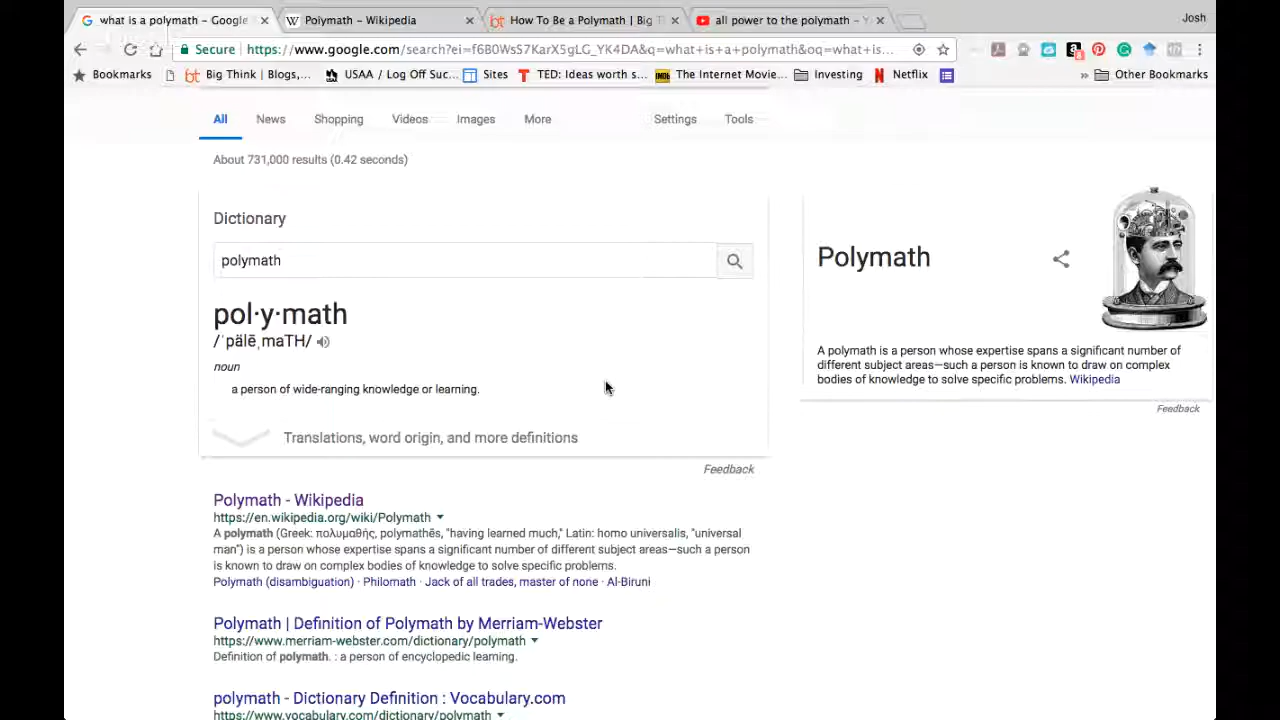 what is a polymath – Google
Polymath – Wikipedia
How To Be a Polymath | Big T
all power to the polymath – Y
Josh
Secure
https://www.google.com/search?ei=f6B0WsS7KarX5gLG_YK4DA&q=what+is+a+polymath&oq=what+is...
Bookmarks
Big Think | Blogs,...
USAA / Log Off Suc...
Sites
TED: Ideas worth s...
The Internet Movie...
Investing
Netflix
Other Bookmarks
All
News
Shopping
Videos
Images
More
Settings
Tools
About 731,000 results (0.42 seconds)
Dictionary
polymath
pol·y·math
/ˈpälēˌmaTH/
noun
a person of wide-ranging knowledge or learning.
Translations, word origin, and more definitions
Feedback
Polymath - Wikipedia
https://en.wikipedia.org/wiki/Polymath
A polymath (Greek: πολυμαθής, polymathēs, "having learned much," Latin: homo universalis, "universal
man") is a person whose expertise spans a significant number of different subject areas—such a person
is known to draw on complex bodies of knowledge to solve specific problems.
Polymath (disambiguation) · Philomath · Jack of all trades, master of none · Al-Biruni
Polymath | Definition of Polymath by Merriam-Webster
https://www.merriam-webster.com/dictionary/polymath
Definition of polymath. : a person of encyclopedic learning.
polymath - Dictionary Definition : Vocabulary.com
https://www.vocabulary.com/dictionary/polymath
Polymath
A polymath is a person whose expertise spans a significant number of
different subject areas—such a person is known to draw on complex
bodies of knowledge to solve specific problems. Wikipedia
Feedback